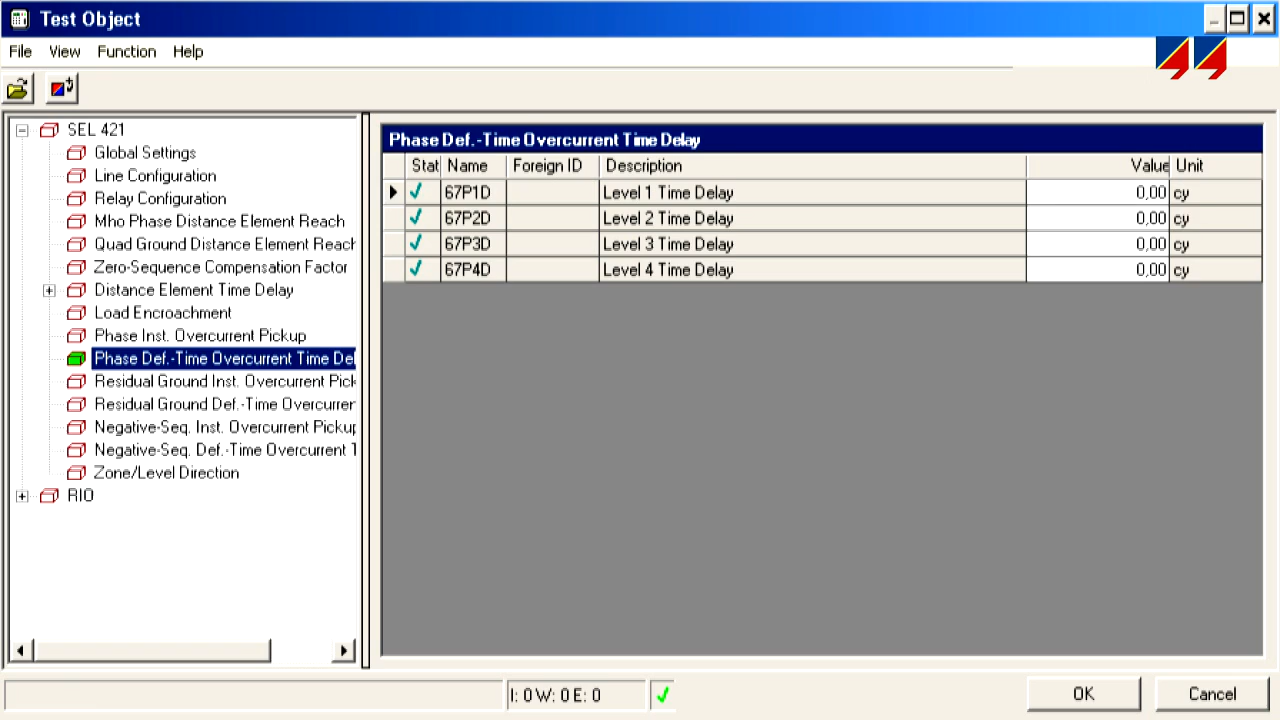 Test Object
File View Function Help
SEL 421
Global Settings
Line Configuration
Relay Configuration
Mho Phase Distance Element Reach
Quad Ground Distance Element Reach
Zero-Sequence Compensation Factor
Distance Element Time Delay
Load Encroachment
Phase Inst. Overcurrent Pickup
Phase Def.-Time Overcurrent Time Del
Residual Ground Inst. Overcurrent Pick
Residual Ground Def.-Time Overcurrer
Negative-Seq. Inst. Overcurrent Pickup
Negative-Seq. Def.-Time Overcurrent T
Zone/Level Direction
RIO
Phase Def.-Time Overcurrent Time Delay
Stat Name Foreign ID Description Value Unit
67P1D Level 1 Time Delay 0,00 cy
67P2D Level 2 Time Delay 0,00 cy
67P3D Level 3 Time Delay 0,00 cy
67P4D Level 4 Time Delay 0,00 cy
I: 0 W: 0 E: 0
OK Cancel